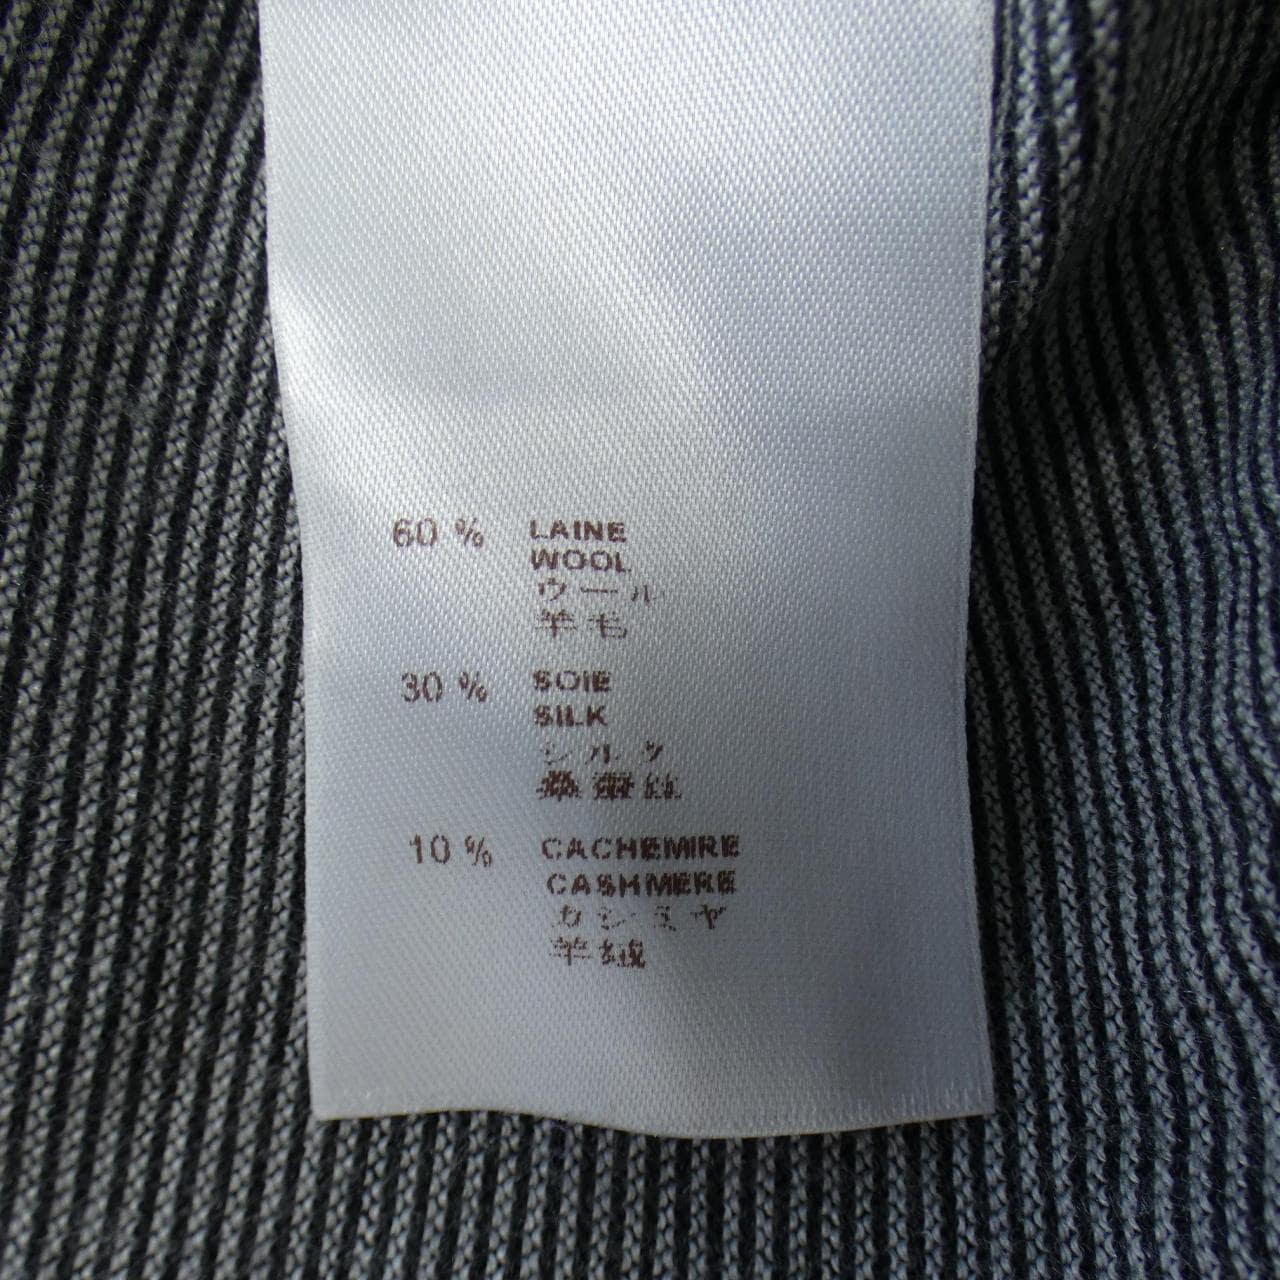 60 % LAINE
WOOL
ウール
羊毛
30 % SOIE
SILK
シルク
桑蚕丝
10 % CACHEMIRE
CASHMERE
カシミヤ
羊绒